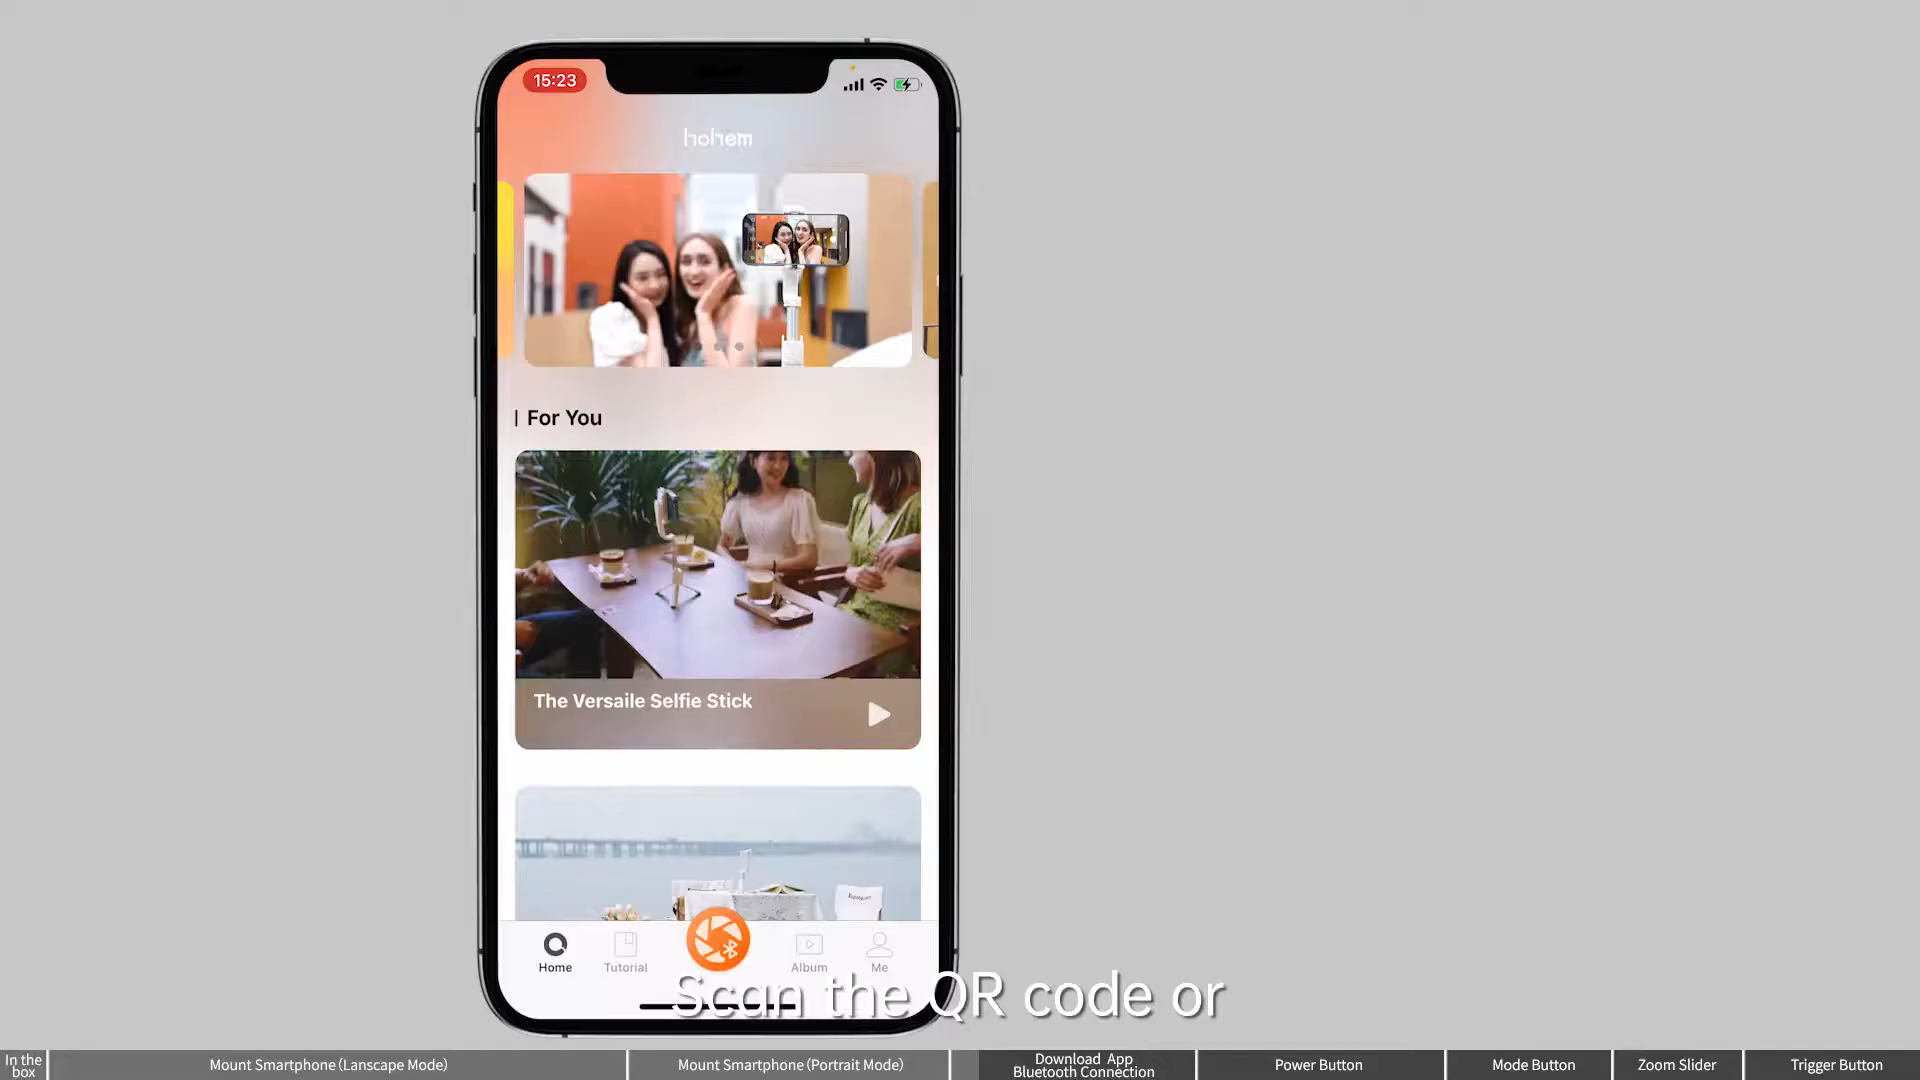 15:23
hohem
For You
The Versaile Selfie Stick
Home
Tutorial
Album
Me
Scan the QR code or
In the
box
Mount Smartphone (Lanscape Mode)
Mount Smartphone (Portrait Mode)
Download App
Bluetooth Connection
Power Button
Mode Button
Zoom Slider
Trigger Button